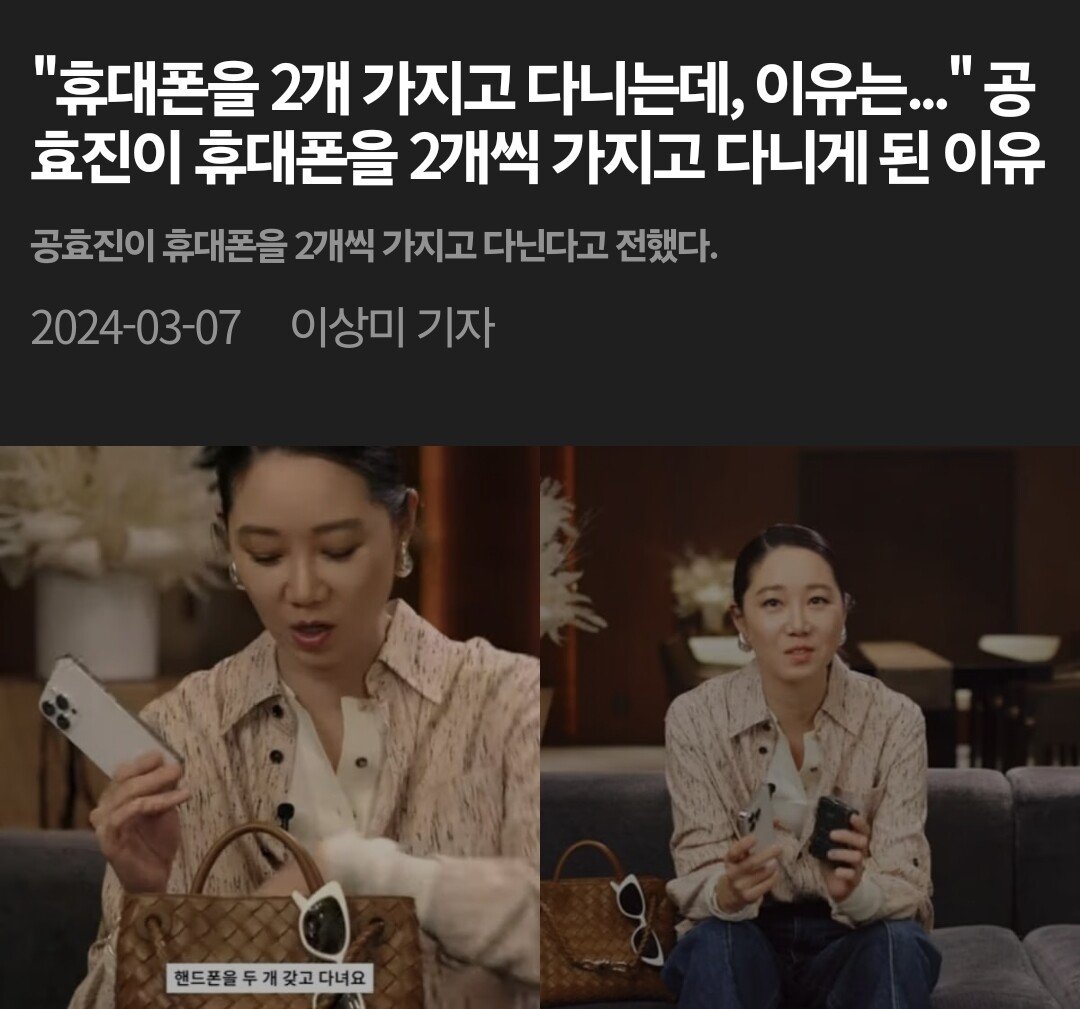 "휴대폰을 2개 가지고 다니는데, 이유는..." 공
효진이 휴대폰을 2개씩 가지고 다니게 된 이유
공효진이 휴대폰을 2개씩 가지고 다닌다고 전했다.
2024-03-07 이상미 기자
핸드폰을 두 개 갖고 다녀요